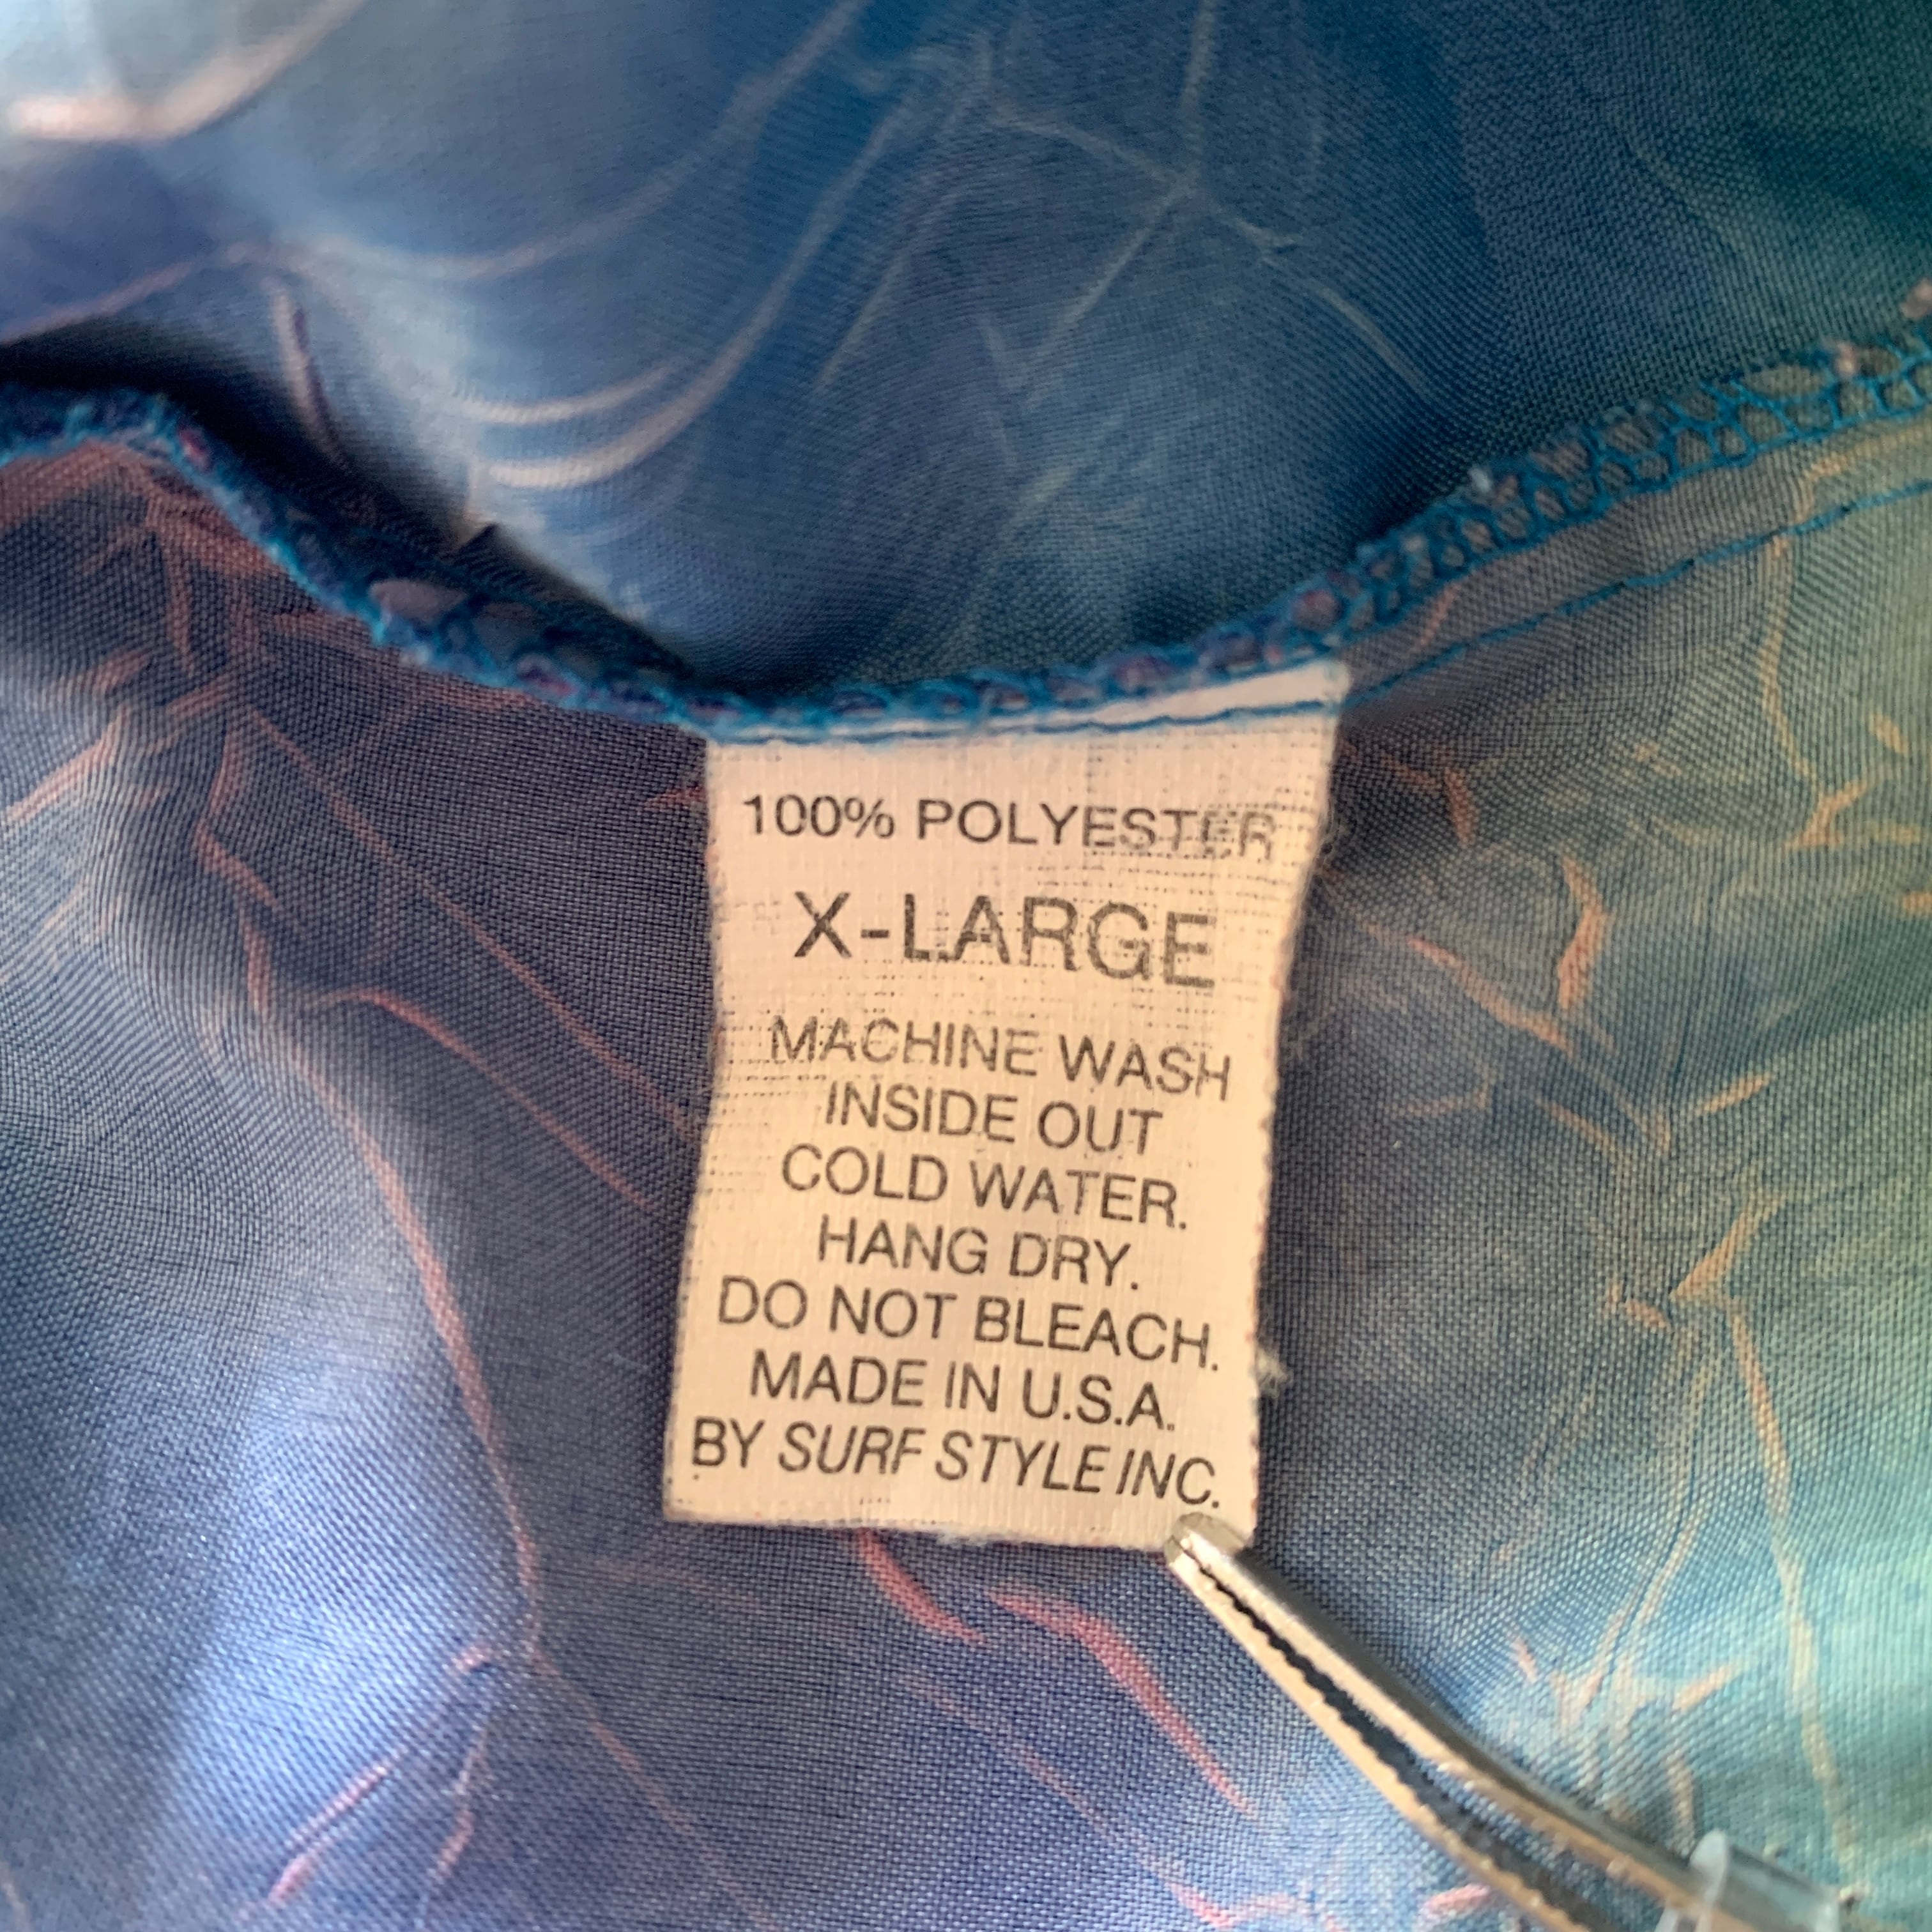 100% POLYESTER
X-LARGE
MACHINE WASH
INSIDE OUT
COLD WATER.
HANG DRY.
DO NOT BLEACH.
MADE IN U.S.A.
BY SURF STYLE INC.